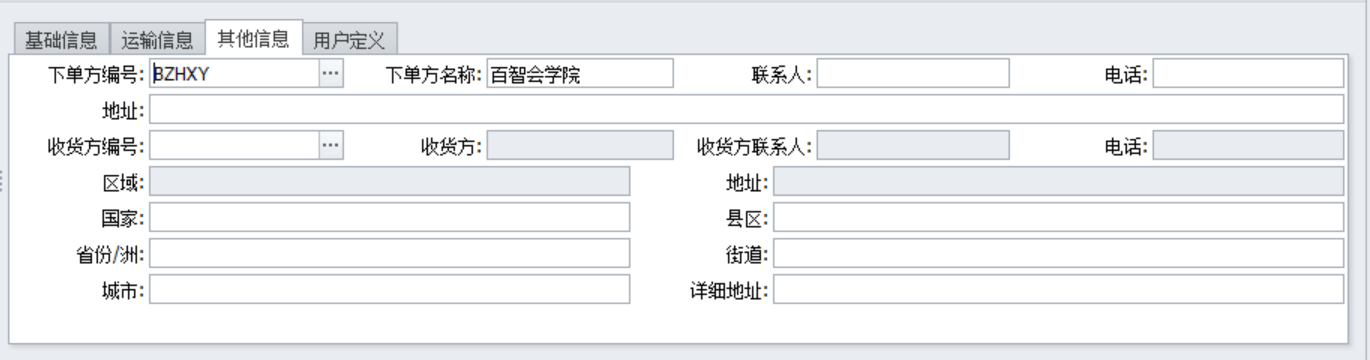 基础信息 运输信息 其他信息 用户定义
下单方编号: BZHXY ... 下单方名称: 百智会学院 联系人: 电话:
地址:
收货方编号: ... 收货方: 收货方联系人: 电话:
区域: 地址:
国家: 县区:
省份/洲: 街道:
城市: 详细地址: